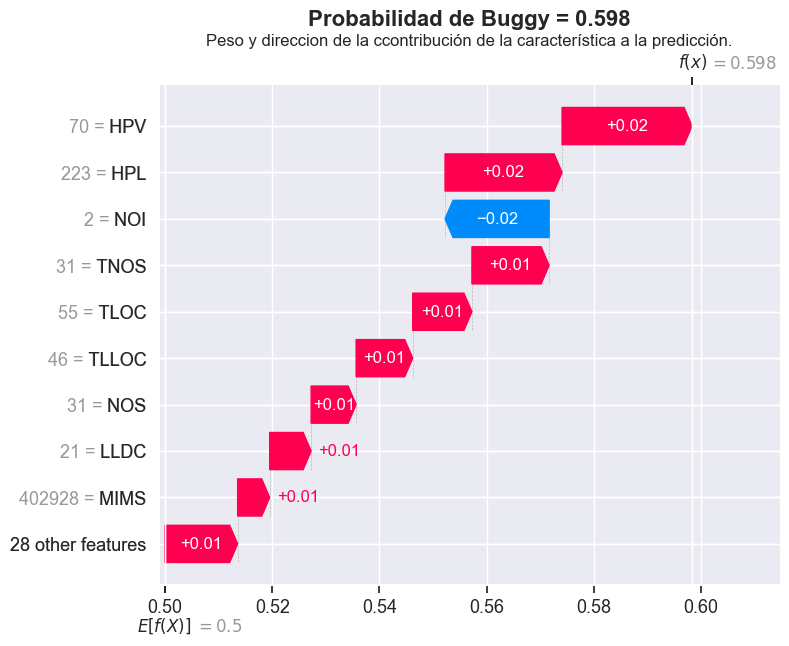 Probabilidad de Buggy = 0.598
Peso y direccion de la ccontribución de la característica a la predicción.
f(x) = 0.598
70 = HPV
+0.02
223 = HPL
+0.02
2 = NOI
−0.02
31 = TNOS
+0.01
55 = TLOC
+0.01
46 = TLLOC
+0.01
31 = NOS
+0.01
21 = LLDC
+0.01
402928 = MIMS
+0.01
28 other features
+0.01
0.50 0.52 0.54 0.56 0.58 0.60
E[f(X)] = 0.5